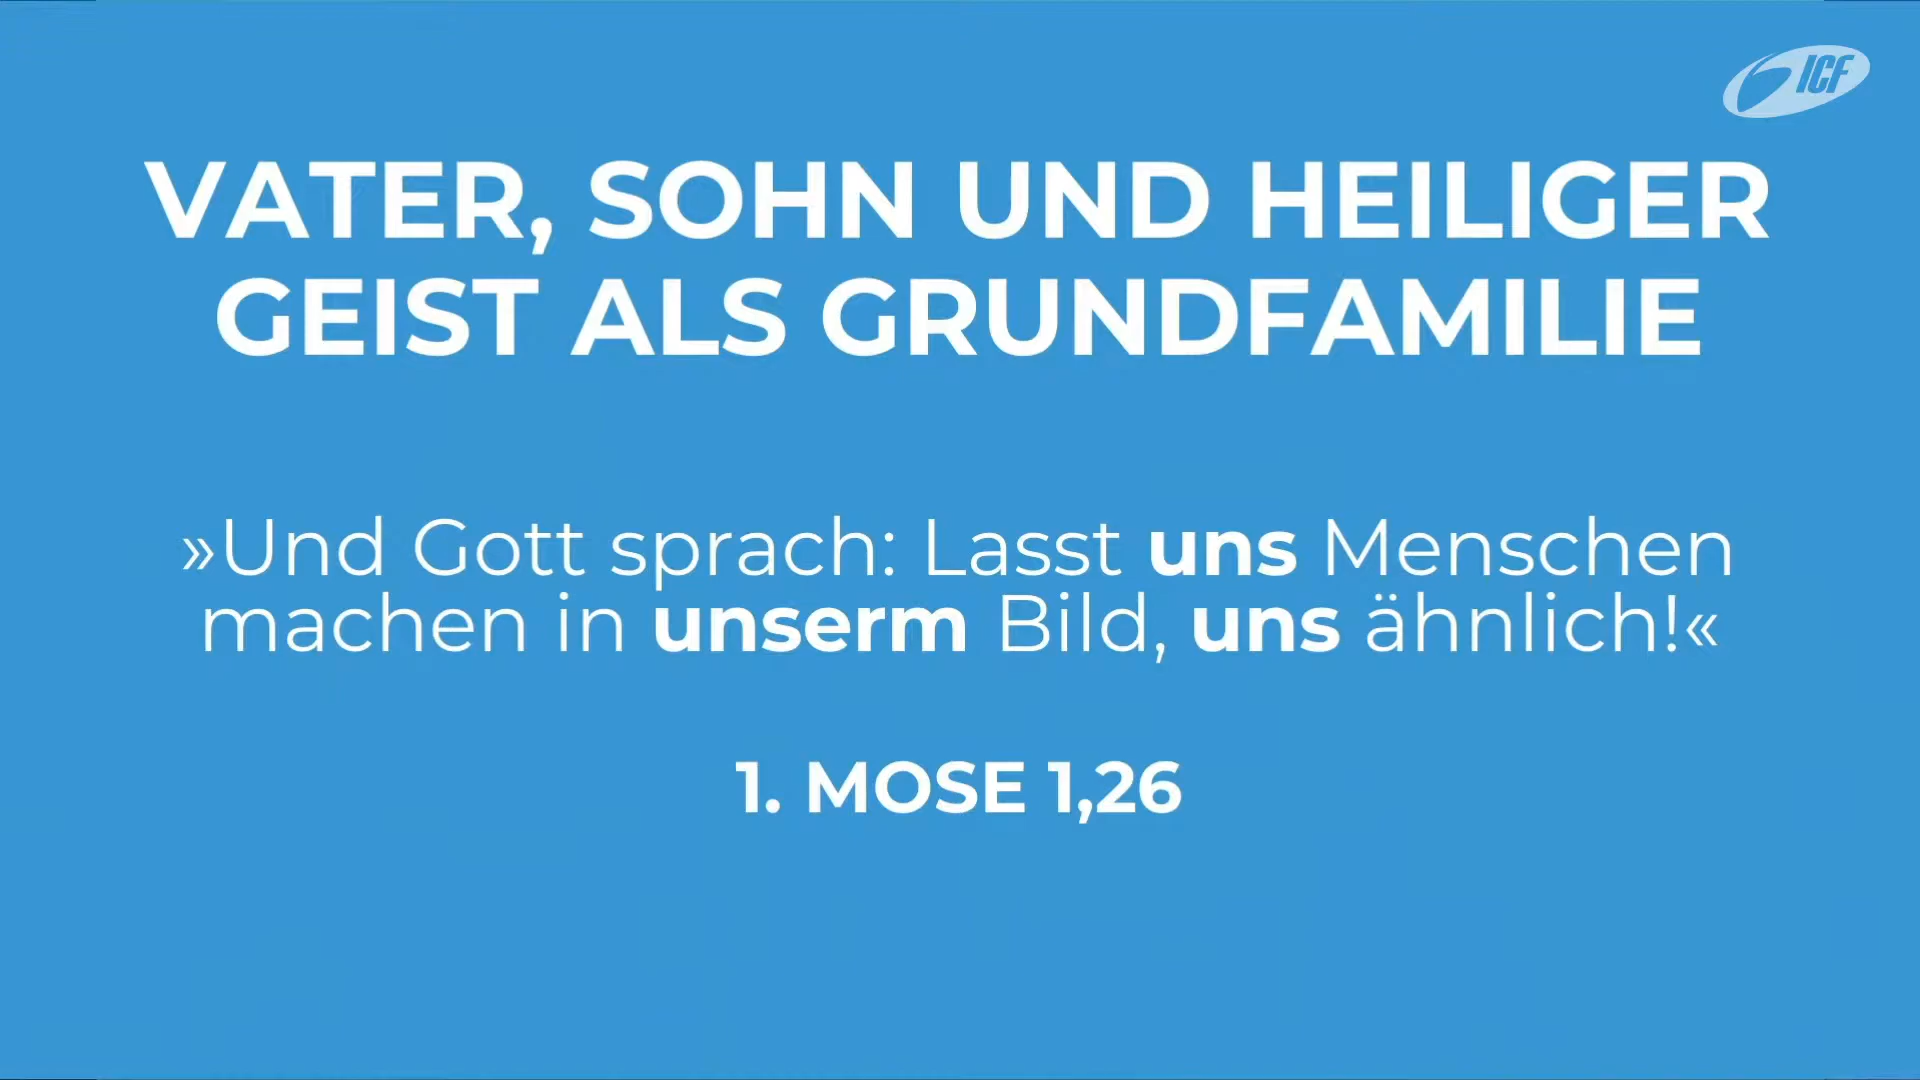 ICF
VATER, SOHN UND HEILIGER
GEIST ALS GRUNDFAMILIE
»Und Gott sprach: Lasst uns Menschen
machen in unserm Bild, uns ähnlich!«
1. MOSE 1,26